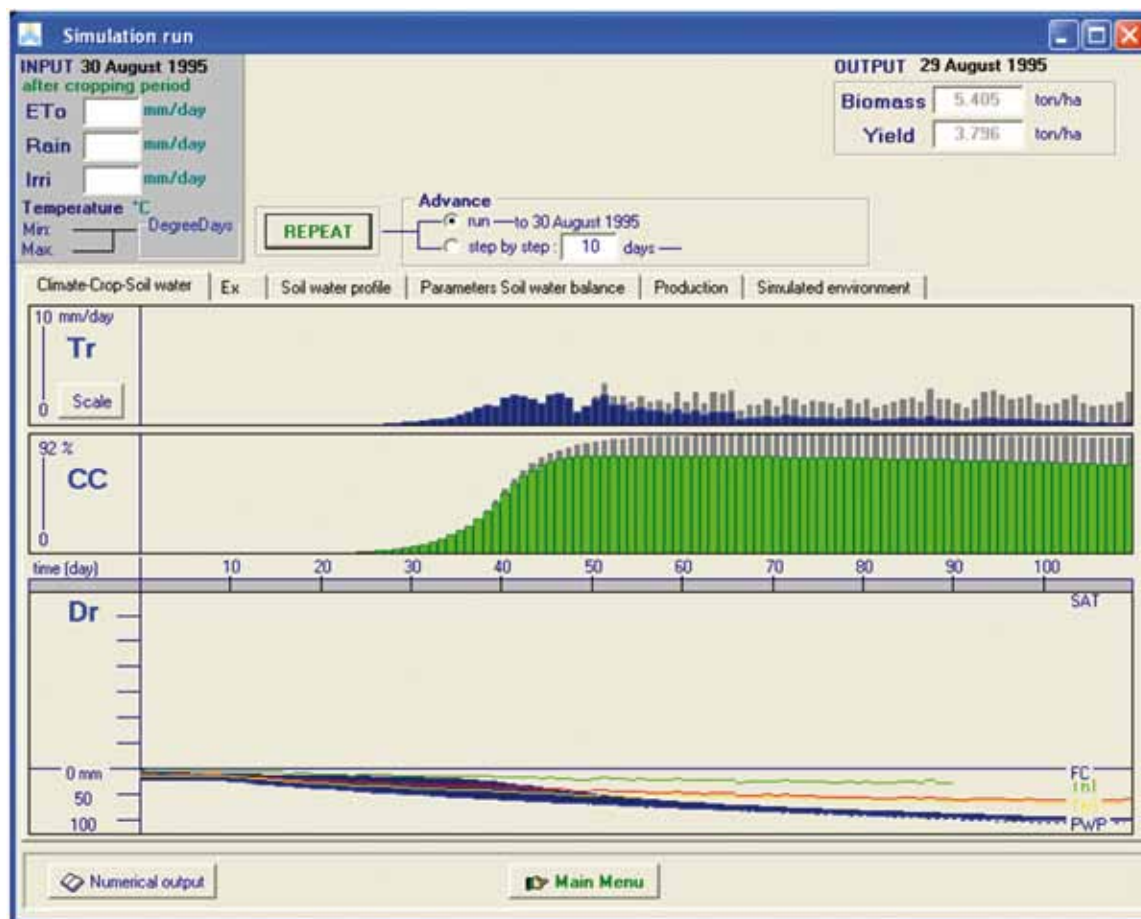 Simulation run
INPUT 30 August 1995
after cropping period
ETo mm/day
Rain mm/day
Irri mm/day
Temperature °C
Min
Max
DegreeDays
OUTPUT 29 August 1995
Biomass 5.405 ton/ha
Yield 3.796 ton/ha
REPEAT
Advance
run to 30 August 1995
step by step : 10 days
Climate-Crop-Soil water Ex Soil water profile Parameters Soil water balance Production Simulated environment
10 mm/day
Tr
0
Scale
92 %
CC
0
time (day) 10 20 30 40 50 60 70 80 90 100
Dr
SAT
0 mm
FC
50
100
PWP
Numerical output
Main Menu